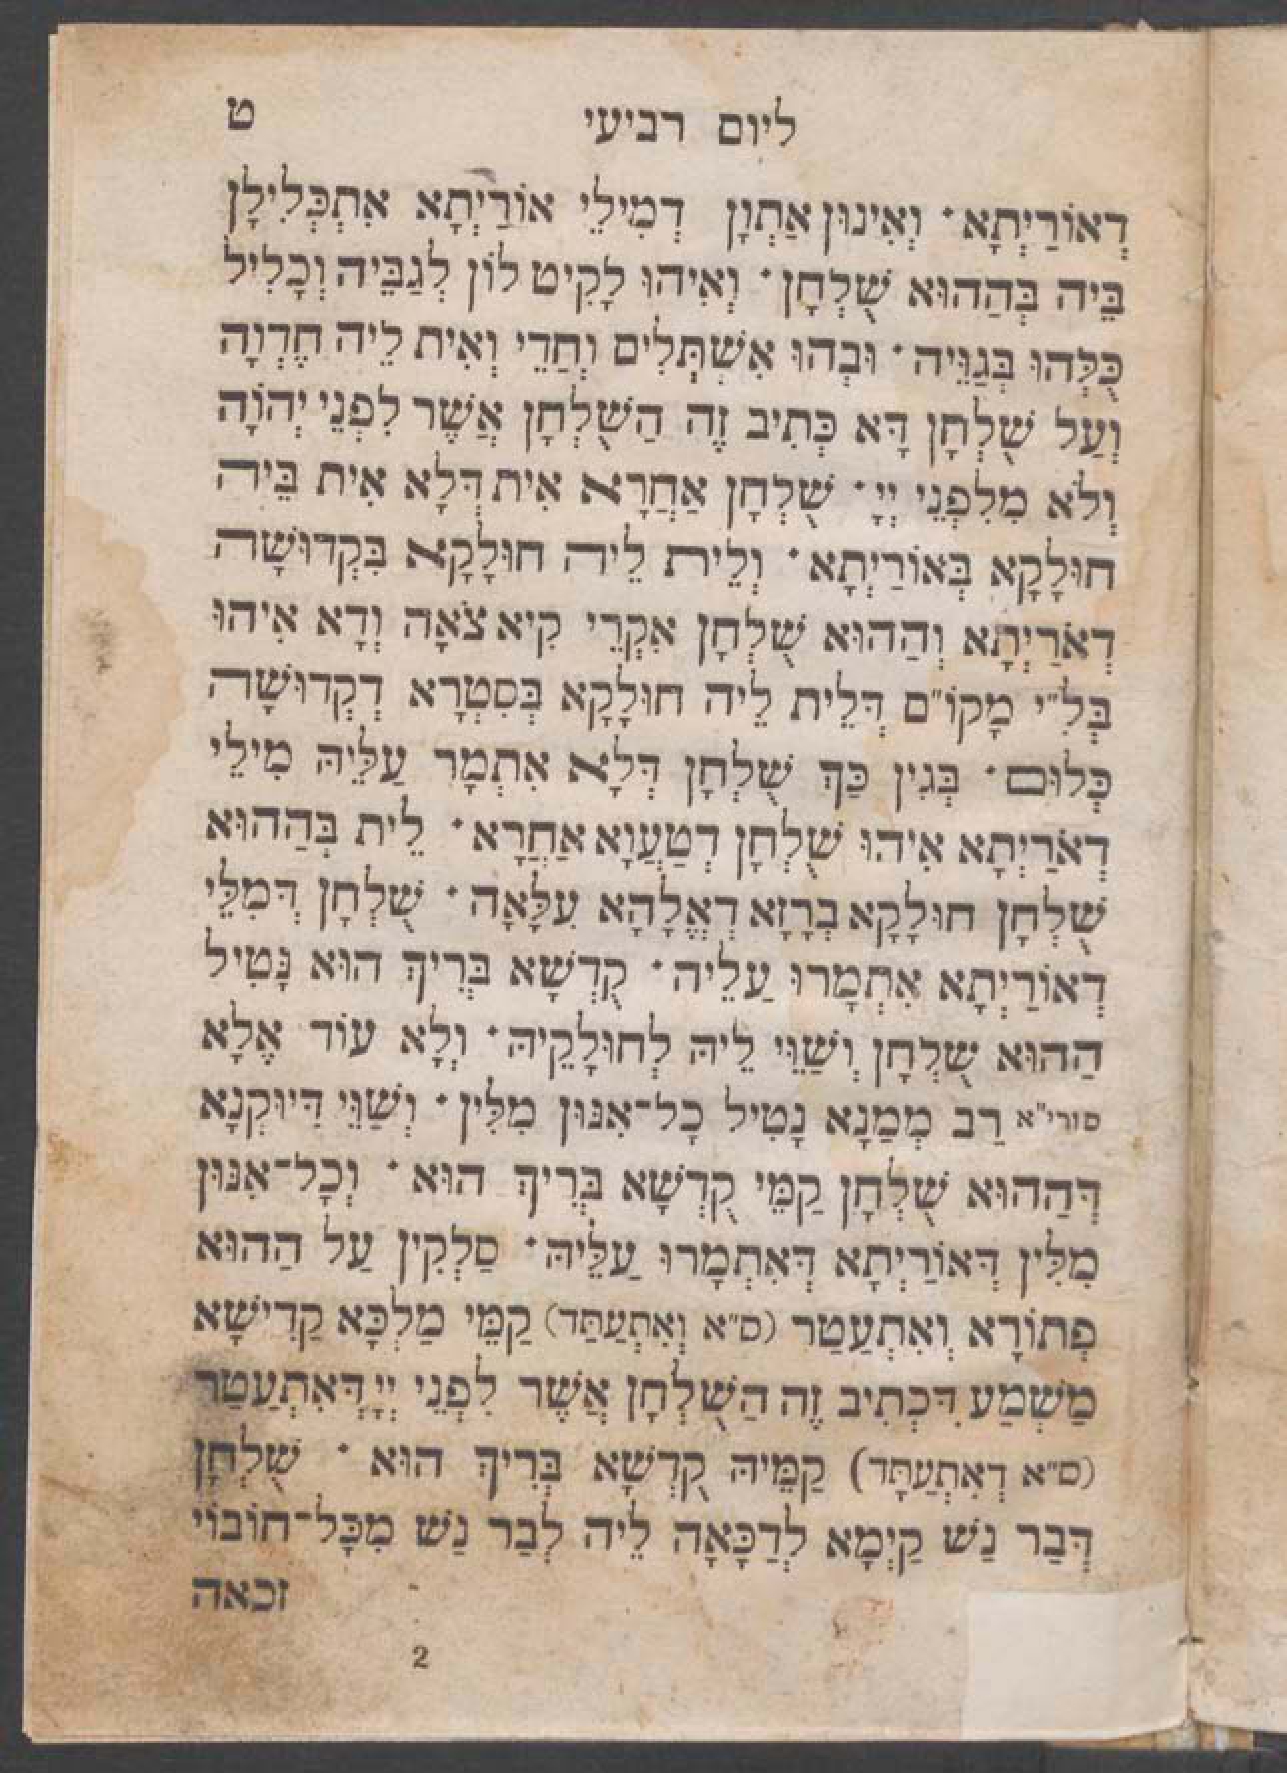 ליום רביעי ט
דְאוֹרַיְתָא· וְאִינוּן אַתְוָן דְמִילֵי אוֹרַיְתָא אִתְכְּלִילָן
בֵּיה בְּהַהוּא שֻׁלְחָן· וְאִיהוּ לָקִיט לוֹן לְגַבֵּיה וְכָלִיל
כֻּלְּהוּ בְּגַוֵּיה· וּבְהוּ אִשְׁתְּלִים וְחַדֵי וְאִית לֵיה חֶדְוָה
וְעַל שֻׁלְחָן דָּא כְּתִיב זֶה הַשֻּׁלְחָן אֲשֶׁר לִפְנֵי יְהֹוָה
וְלֹא מִלִפְנֵי יְיָ· שֻׁלְחָן אַחֲרָא אִית דְּלָא אִית בֵּיה
חוּלָקָא בְּאוֹרַיְתָא· וְלֵית לֵיה חוּלָקָא בִּקְדוּשָׁה
דְאֹרַיְתָא וְהַהוּא שֻׁלְחָן אִקְרֵי קִיא צֹאָה וְדָא אִיהוּ
בְּלִ״י מָקוֹ״ם דְּלֵית לֵיה חוּלָקָא בְּסִטְרָא דְקְדוּשָׁה
כְּלוּם· בְּגִין כַּךְ שֻׁלְחָן דְּלָא אִתְמָר עַלֵּיהּ מִילֵי
דְאֹרַיְתָא אִיהוּ שֻׁלְחָן דְטַעֲוָא אַחֲרָא· לֵית בְּהַהוּא
שֻׁלְחָן חוּלָקָא בְרָזָא דְאֱלָהָא עִלָּאָה· שֻׁלְחָן דְּמִלֵּי
דְאוֹרַיְתָא אִתְמָרוּ עַלֵיה· קֻדְשָׁא בְּרִיךְ הוּא נָטִיל
הַהוּא שֻׁלְחָן וְשַׁוֵּי לֵיהּ לְחוּלָקֵיהּ· וְלָא עוֹד אֶלָא
סורי״א רַב מְמַנָא נָטִיל כָל־אִנּוּן מִלִּין· וְשַׁוֵּי דִּיוּקְנָא
דְּהַהוּא שֻׁלְחָן קַמֵּי קֻדְשָׁא בְּרִיךְ הוּא· וְכָל־אִנּוּן
מִלִּין דְּאוֹרַיְתָא דְּאִתְמָרוּ עַלֵּיהּ· סַלְקִין עַל הַהוּא
פְתוֹרָא וְאִתְעַטַר (ס״א וְאִתְעַתַּד) קַמֵּי מַלְכָּא קַדִישָׁא
מַשְׁמַע דִּכְתִיב זֶה הַשֻּׁלְחָן אֲשֶׁר לִפְנֵי יְיָ דְּאִתְעַטַר
(ס״א דְאִתְעַתָּד) קַמֵּיהּ קֻדְשָׁא בְּרִיךְ הוּא · שֻׁלְחָן
דְּבַר נַשׁ קַיְמָא לְדַכָּאָה לֵיה לְבַר נַשׁ מִכָּל־חוֹבוֹי
זכאה
2